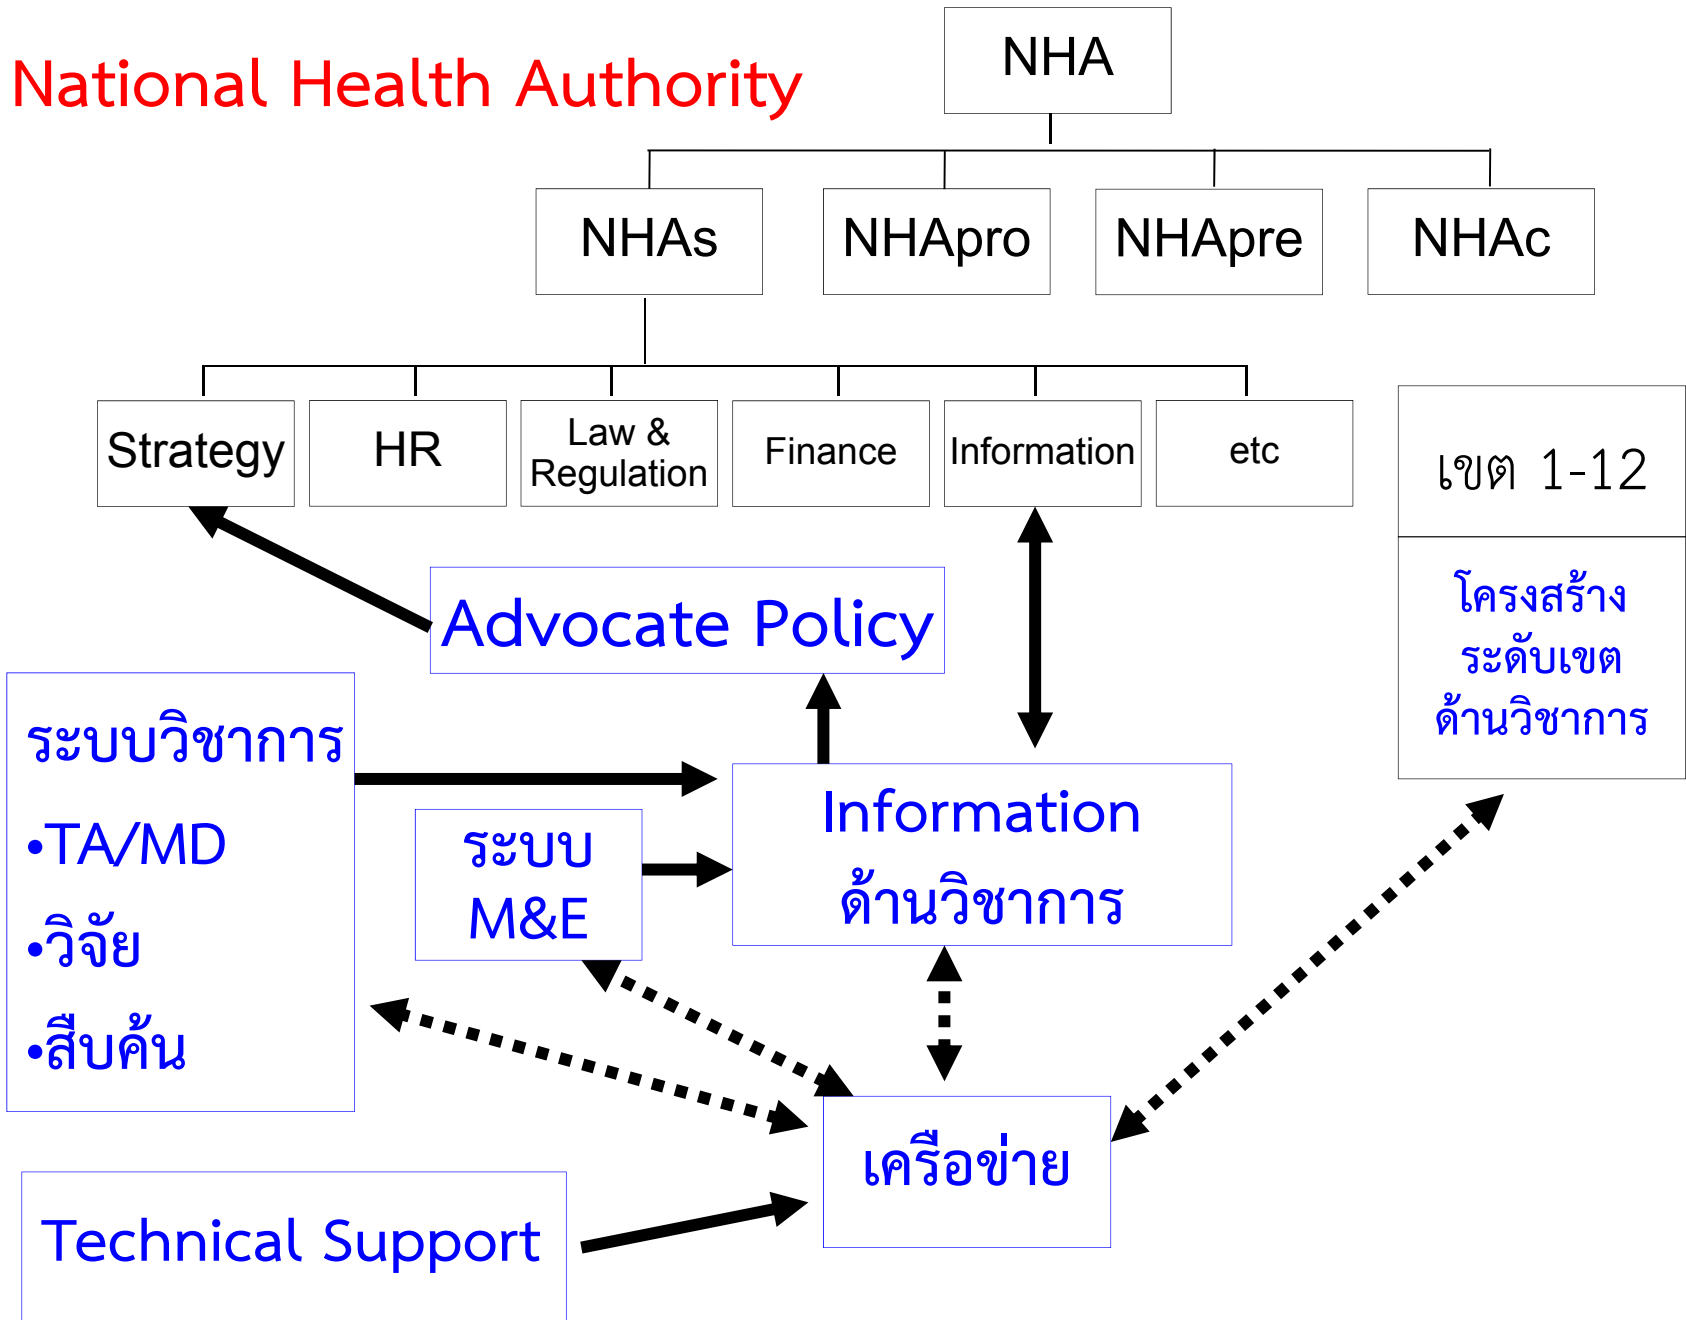 National Health Authority
NHA
NHAs
NHApro
NHApre
NHAc
Strategy
HR
Law &
Regulation
Finance
Information
etc
เขต 1-12
โครงสร้าง
ระดับเขต
ด้านวิชาการ
Advocate Policy
ระบบวิชาการ
•TA/MD
•วิจัย
•สืบค้น
ระบบ
M&E
Information
ด้านวิชาการ
เครือข่าย
Technical Support